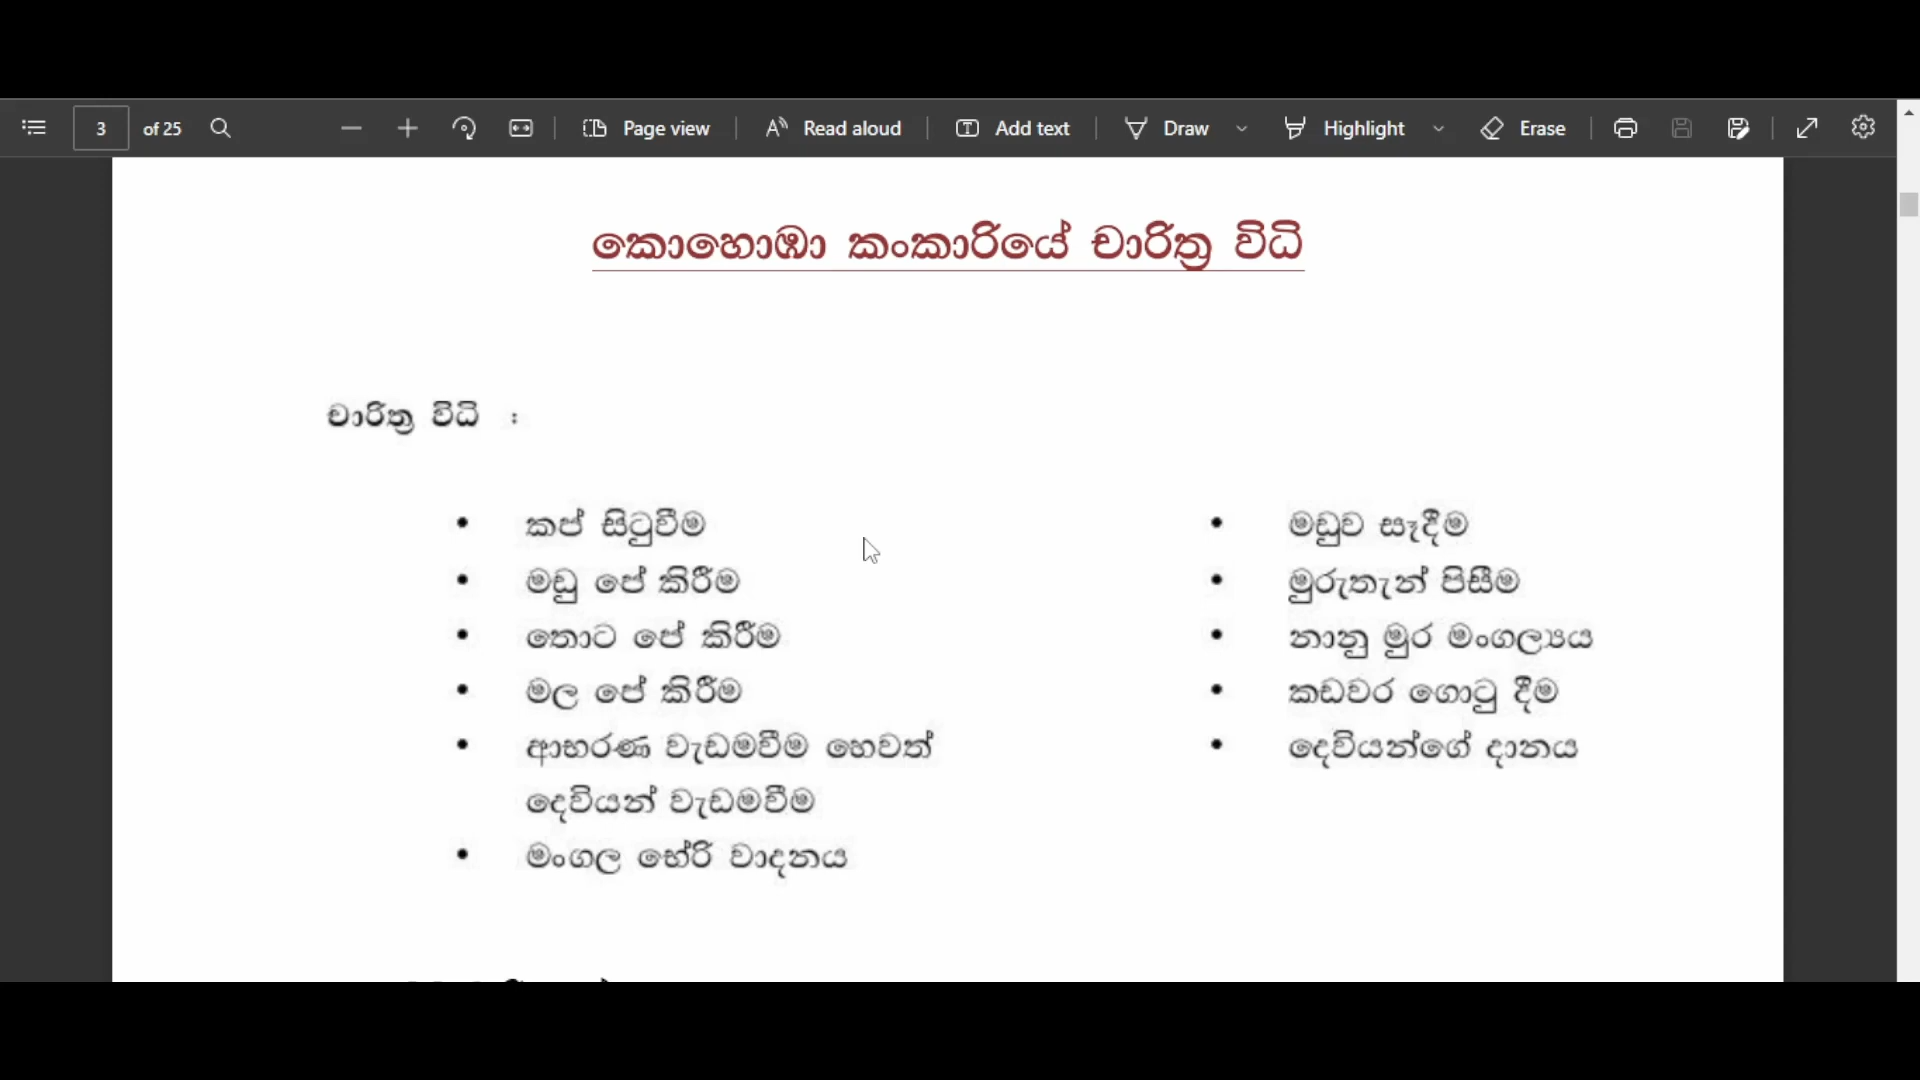 3 of 25 Page view Read aloud Add text Draw Highlight Erase
කොහොඹා කංකාරියේ චාරිත්‍ර විධි
චාරිත්‍ර විධි :
• කප් සිටුවීම
• මඩු පේ කිරීම
• තොට පේ කිරීම
• මල පේ කිරීම
• ආභරණ වැඩමවීම හෙවත්
දෙවියන් වැඩමවීම
• මංගල භේරි වාදනය
• මඩුව සෑදීම
• මුරුතැන් පිසීම
• නානු මුර මංගල්‍යය
• කඩවර ගොටු දීම
• දෙවියන්ගේ දානය